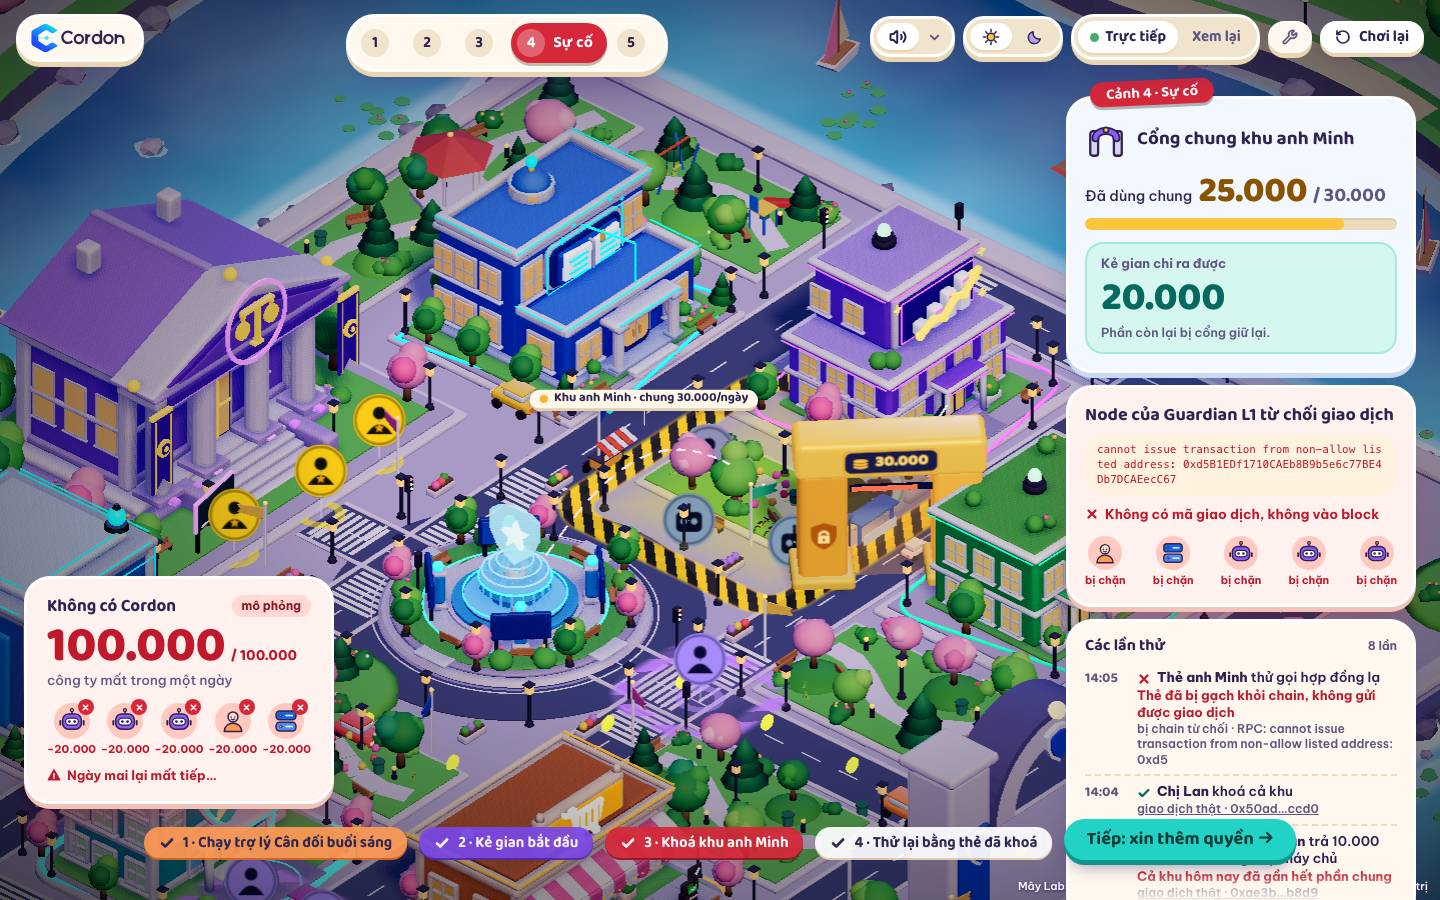 Cordon
1
2
3
4 Sự cố
5
Trực tiếp
Xem lại
Chơi lại
Cảnh 4 · Sự cố
Cổng chung khu anh Minh
Đã dùng chung 25.000 / 30.000
Kẻ gian chi ra được
20.000
Phần còn lại bị cổng giữ lại.
Khu anh Minh · chung 30.000/ngày
30.000
Node của Guardian L1 từ chối giao dịch
cannot issue transaction from non-allow lis
ted address: 0xd5B1EDf1710CAEb8B9b5e6c77BE4
Db7DCAEecC67
Không có mã giao dịch, không vào block
bị chặn
bị chặn
bị chặn
bị chặn
bị chặn
Không có Cordon
mô phỏng
100.000 / 100.000
công ty mất trong một ngày
-20.000
-20.000
-20.000
-20.000
-20.000
Ngày mai lại mất tiếp...
Các lần thử
8 lần
14:05
Thẻ anh Minh thử gọi hợp đồng lạ
Thẻ đã bị gạch khỏi chain, không gửi
được giao dịch
bị chain từ chối · RPC: cannot issue
transaction from non-allow listed address:
0xd5
14:04
Chị Lan khoá cả khu
giao dịch thật · 0x50ad...ccd0
trả 10.000
máy chủ
Cả khu hôm nay đã gần hết phần chung
giao dịch thật · 0xae3b...b8d9
1 · Chạy trợ lý Cân đối buổi sáng
2 · Kẻ gian bắt đầu
3 · Khoá khu anh Minh
4 · Thử lại bằng thẻ đã khoá
Tiếp: xin thêm quyền →
Mây Labs